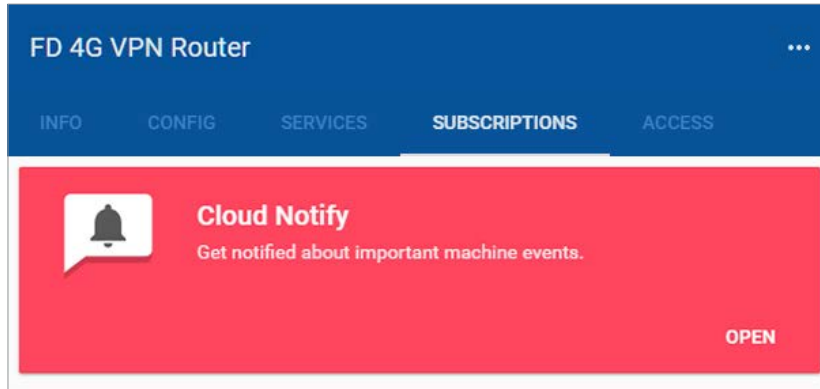 FD 4G VPN Router
INFO CONFIG SERVICES SUBSCRIPTIONS ACCESS
Cloud Notify
Get notified about important machine events.
OPEN